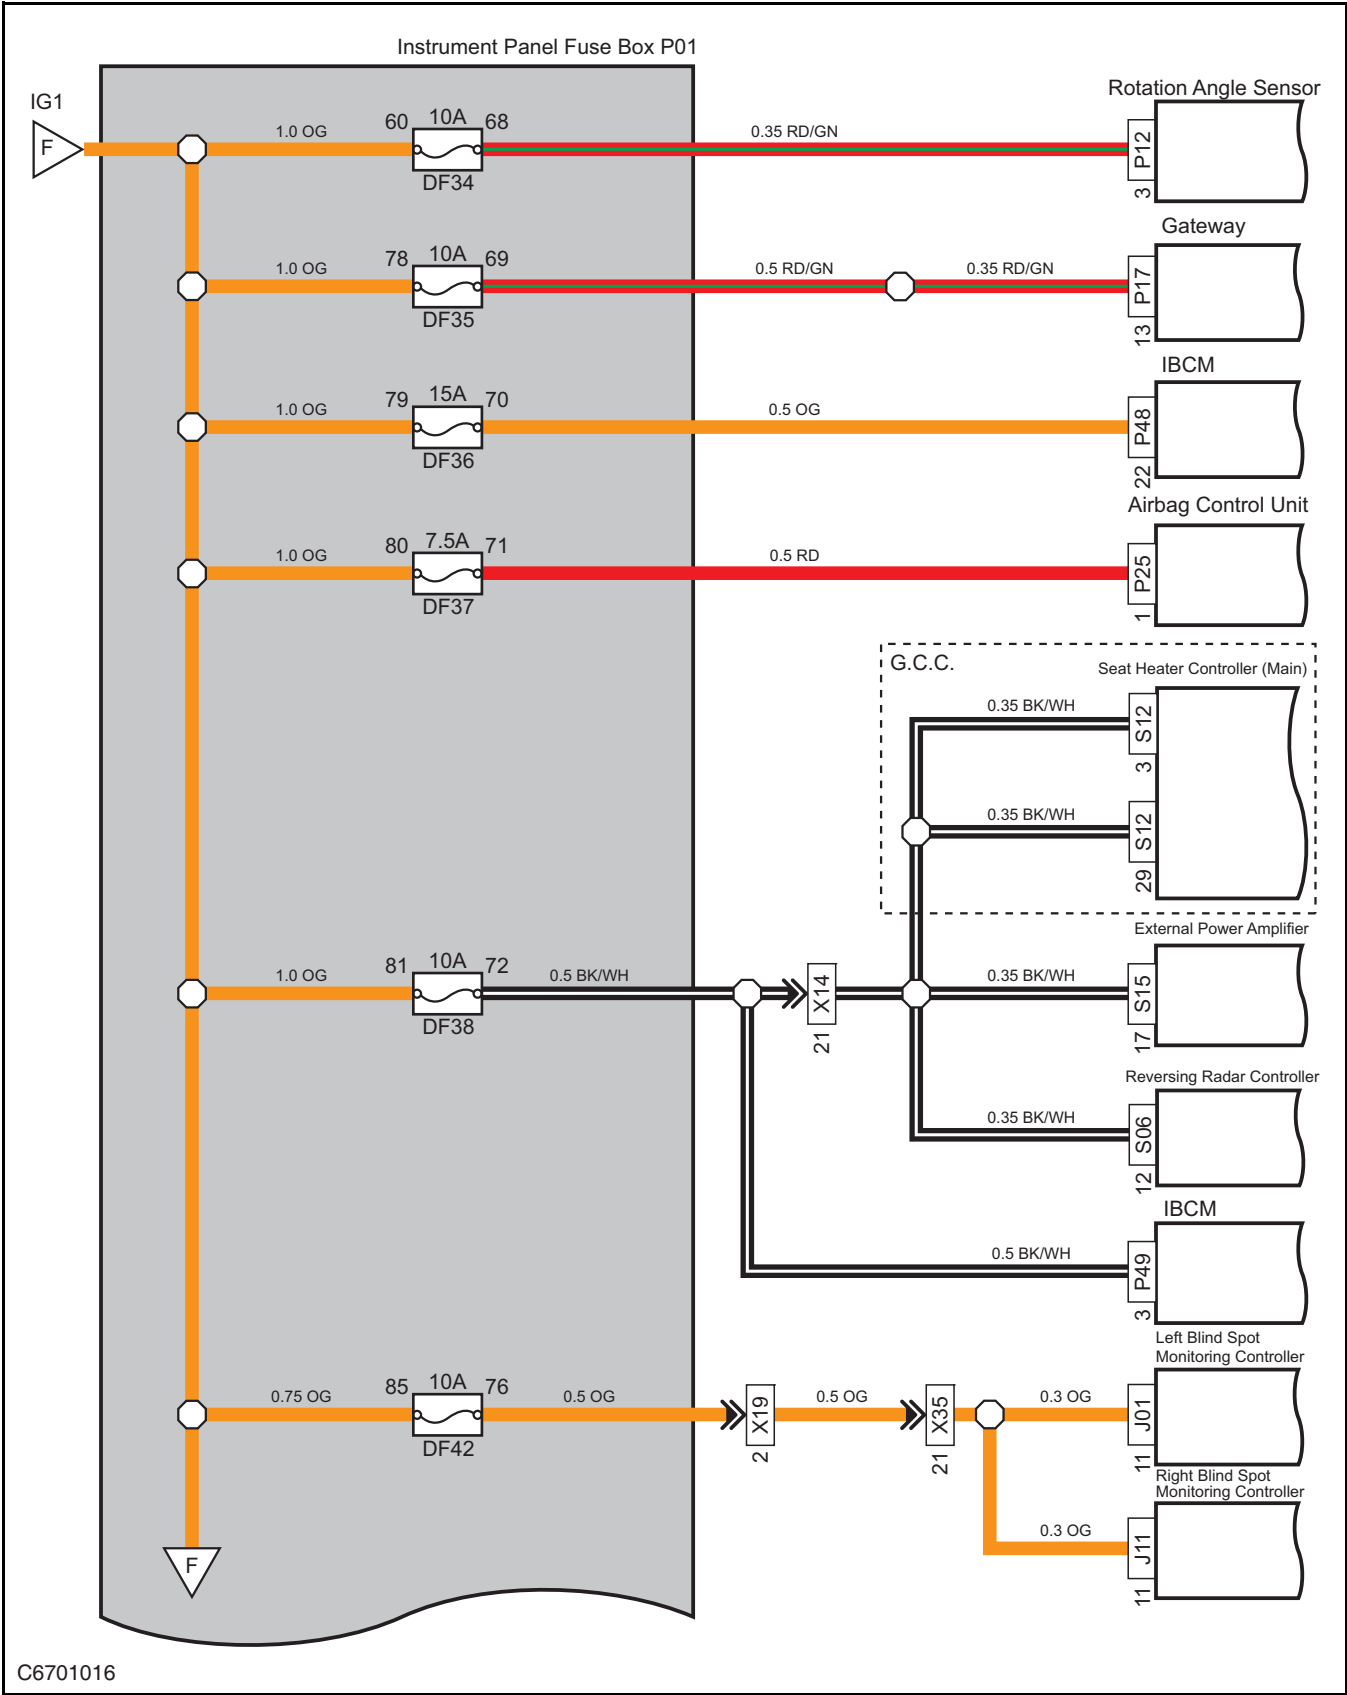 Instrument Panel Fuse Box P01
IG1
F
1.0 OG
60
10A
68
DF34
0.35 RD/GN
Rotation Angle Sensor
P12
3
1.0 OG
78
10A
69
DF35
0.5 RD/GN
0.35 RD/GN
Gateway
P17
13
1.0 OG
79
15A
70
DF36
0.5 OG
IBCM
P48
22
1.0 OG
80
7.5A
71
DF37
0.5 RD
Airbag Control Unit
P25
1
G.C.C.
Seat Heater Controller (Main)
0.35 BK/WH
S12
3
0.35 BK/WH
S12
29
1.0 OG
81
10A
72
DF38
0.5 BK/WH
X14
21
External Power Amplifier
0.35 BK/WH
S15
17
Reversing Radar Controller
0.35 BK/WH
S06
12
IBCM
0.5 BK/WH
P49
3
0.75 OG
85
10A
76
DF42
0.5 OG
X19
2
0.5 OG
X35
21
Left Blind Spot
Monitoring Controller
0.3 OG
J01
11
Right Blind Spot
Monitoring Controller
0.3 OG
J11
11
F
C6701016